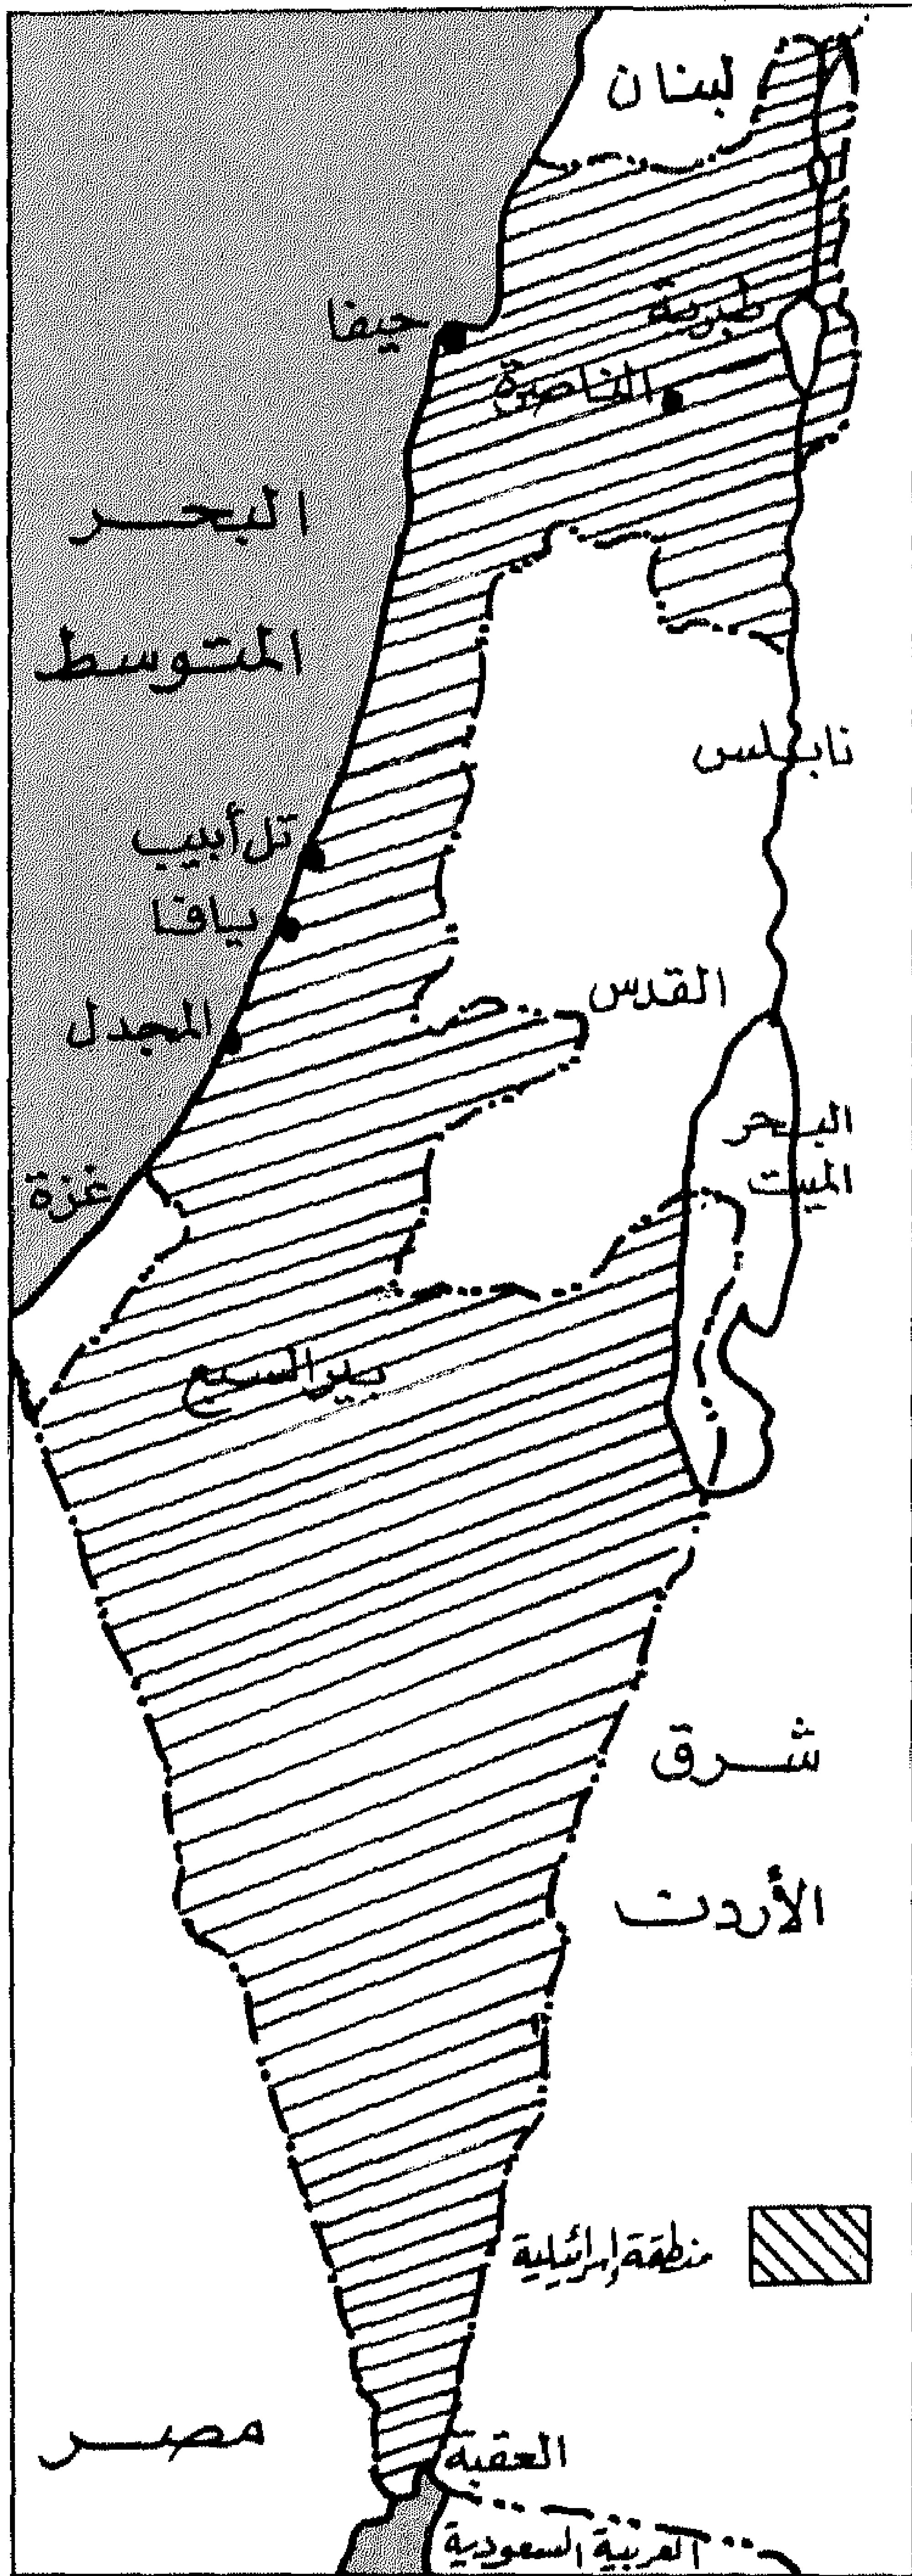 لبنان
حيفا
طبرية
الناصرة
البحر
المتوسط
نابلس
تل أبيب
يافا
القدس
المجدل
البحر
الميت
غزة
بير السبع
شرق
الأردن
منطقة إسرائيلية
مصر
العقبة
العربية السعودية